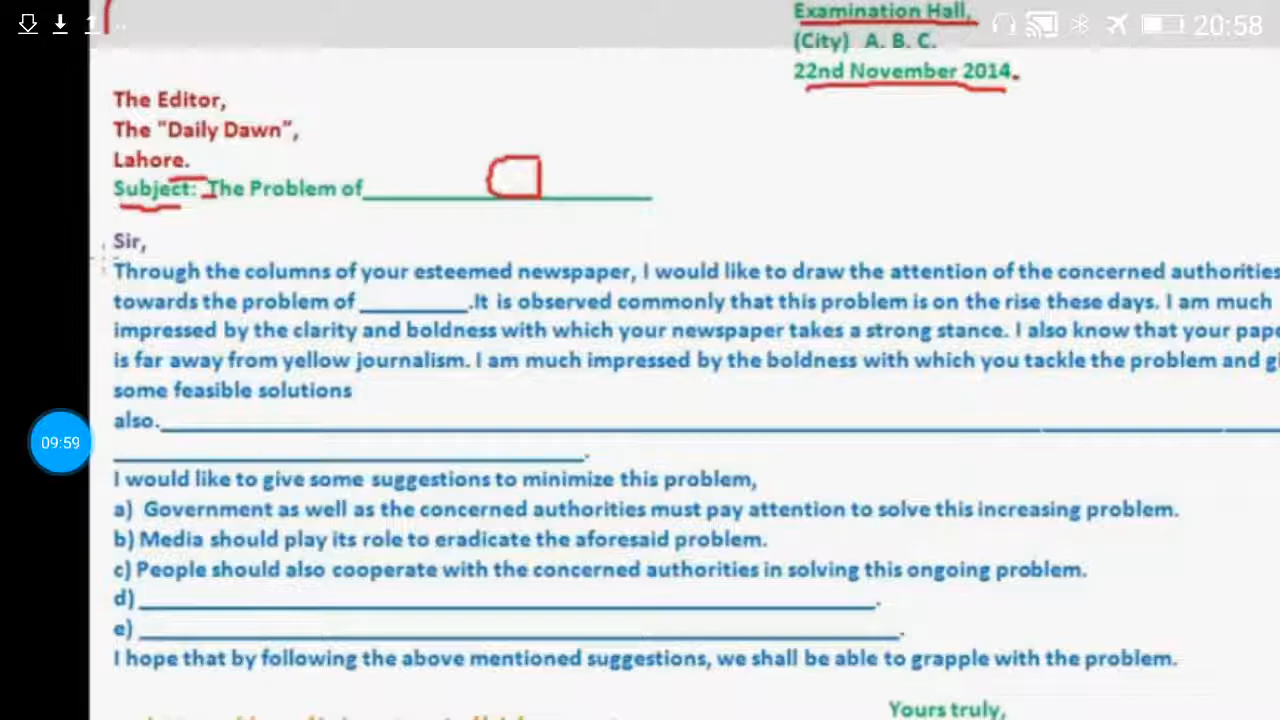 20:58
Examination Hall,
(City) A. B. C.
22nd November 2014.
The Editor,
The "Daily Dawn",
Lahore.
Subject: The Problem of____________________
Sir,
Through the columns of your esteemed newspaper, I would like to draw the attention of the concerned authorities
towards the problem of ________.It is observed commonly that this problem is on the rise these days. I am much
impressed by the clarity and boldness with which your newspaper takes a strong stance. I also know that your
is far away from yellow journalism. I am much impressed by the boldness with which you tackle the problem and
some feasible solutions
also.____________________
____________________.
09:59
I would like to give some suggestions to minimize this problem,
a) Government as well as the concerned authorities must pay attention to solve this increasing problem.
b) Media should play its role to eradicate the aforesaid problem.
c) People should also cooperate with the concerned authorities in solving this ongoing problem.
d) ____________________.
e) ____________________.
I hope that by following the above mentioned suggestions, we shall be able to grapple with the problem.
Yours truly,